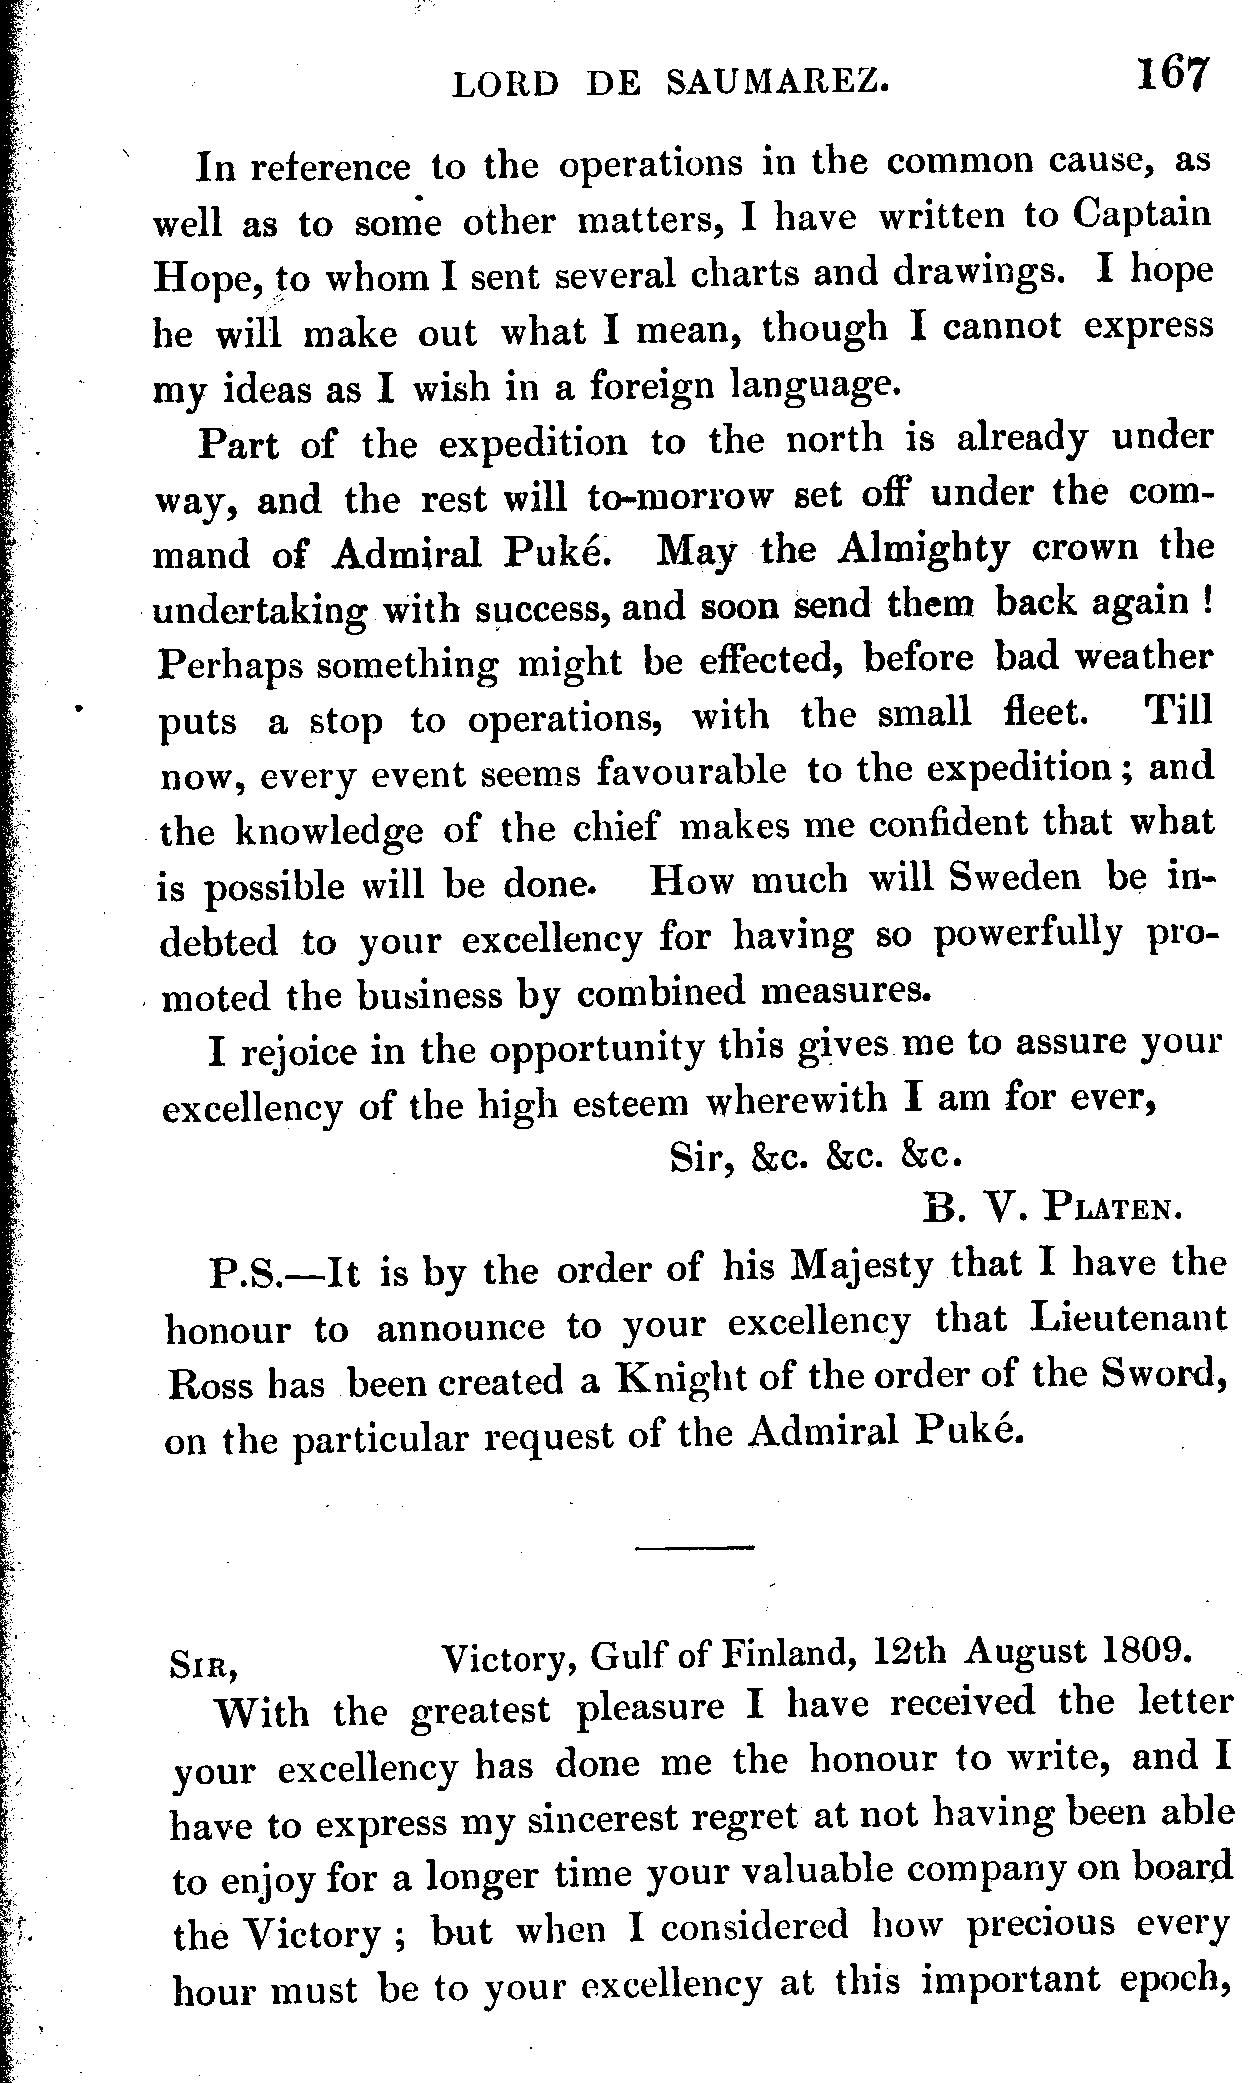 LORD DE SAUMAREZ. 167
In reference to the operations in the common cause, as
well as to some other matters, I have written to Captain
Hope, to whom I sent several charts and drawings. I hope
he will make out what I mean, though I cannot express
my ideas as I wish in a foreign language.
Part of the expedition to the north is already under
way, and the rest will to-morrow set off under the com-
mand of Admiral Puké. May the Almighty crown the
undertaking with success, and soon send them back again !
Perhaps something might be effected, before bad weather
puts a stop to operations, with the small fleet. Till
now, every event seems favourable to the expedition ; and
the knowledge of the chief makes me confident that what
is possible will be done. How much will Sweden be in-
debted to your excellency for having so powerfully pro-
moted the business by combined measures.
I rejoice in the opportunity this gives me to assure your
excellency of the high esteem wherewith I am for ever,
Sir, &c. &c. &c.
B. V. PLATEN.
P.S.—It is by the order of his Majesty that I have the
honour to announce to your excellency that Lieutenant
Ross has been created a Knight of the order of the Sword,
on the particular request of the Admiral Puké.
SIR, Victory, Gulf of Finland, 12th August 1809.
With the greatest pleasure I have received the letter
your excellency has done me the honour to write, and I
have to express my sincerest regret at not having been able
to enjoy for a longer time your valuable company on board
the Victory ; but when I considered how precious every
hour must be to your excellency at this important epoch,